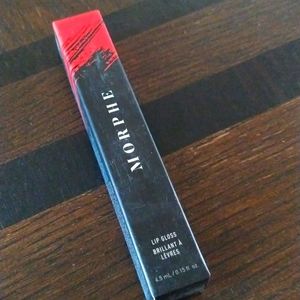 MORPHE
LIP GLOSS
BRILLANT À
LÈVRES
4.5 mL / 0.15 fl oz